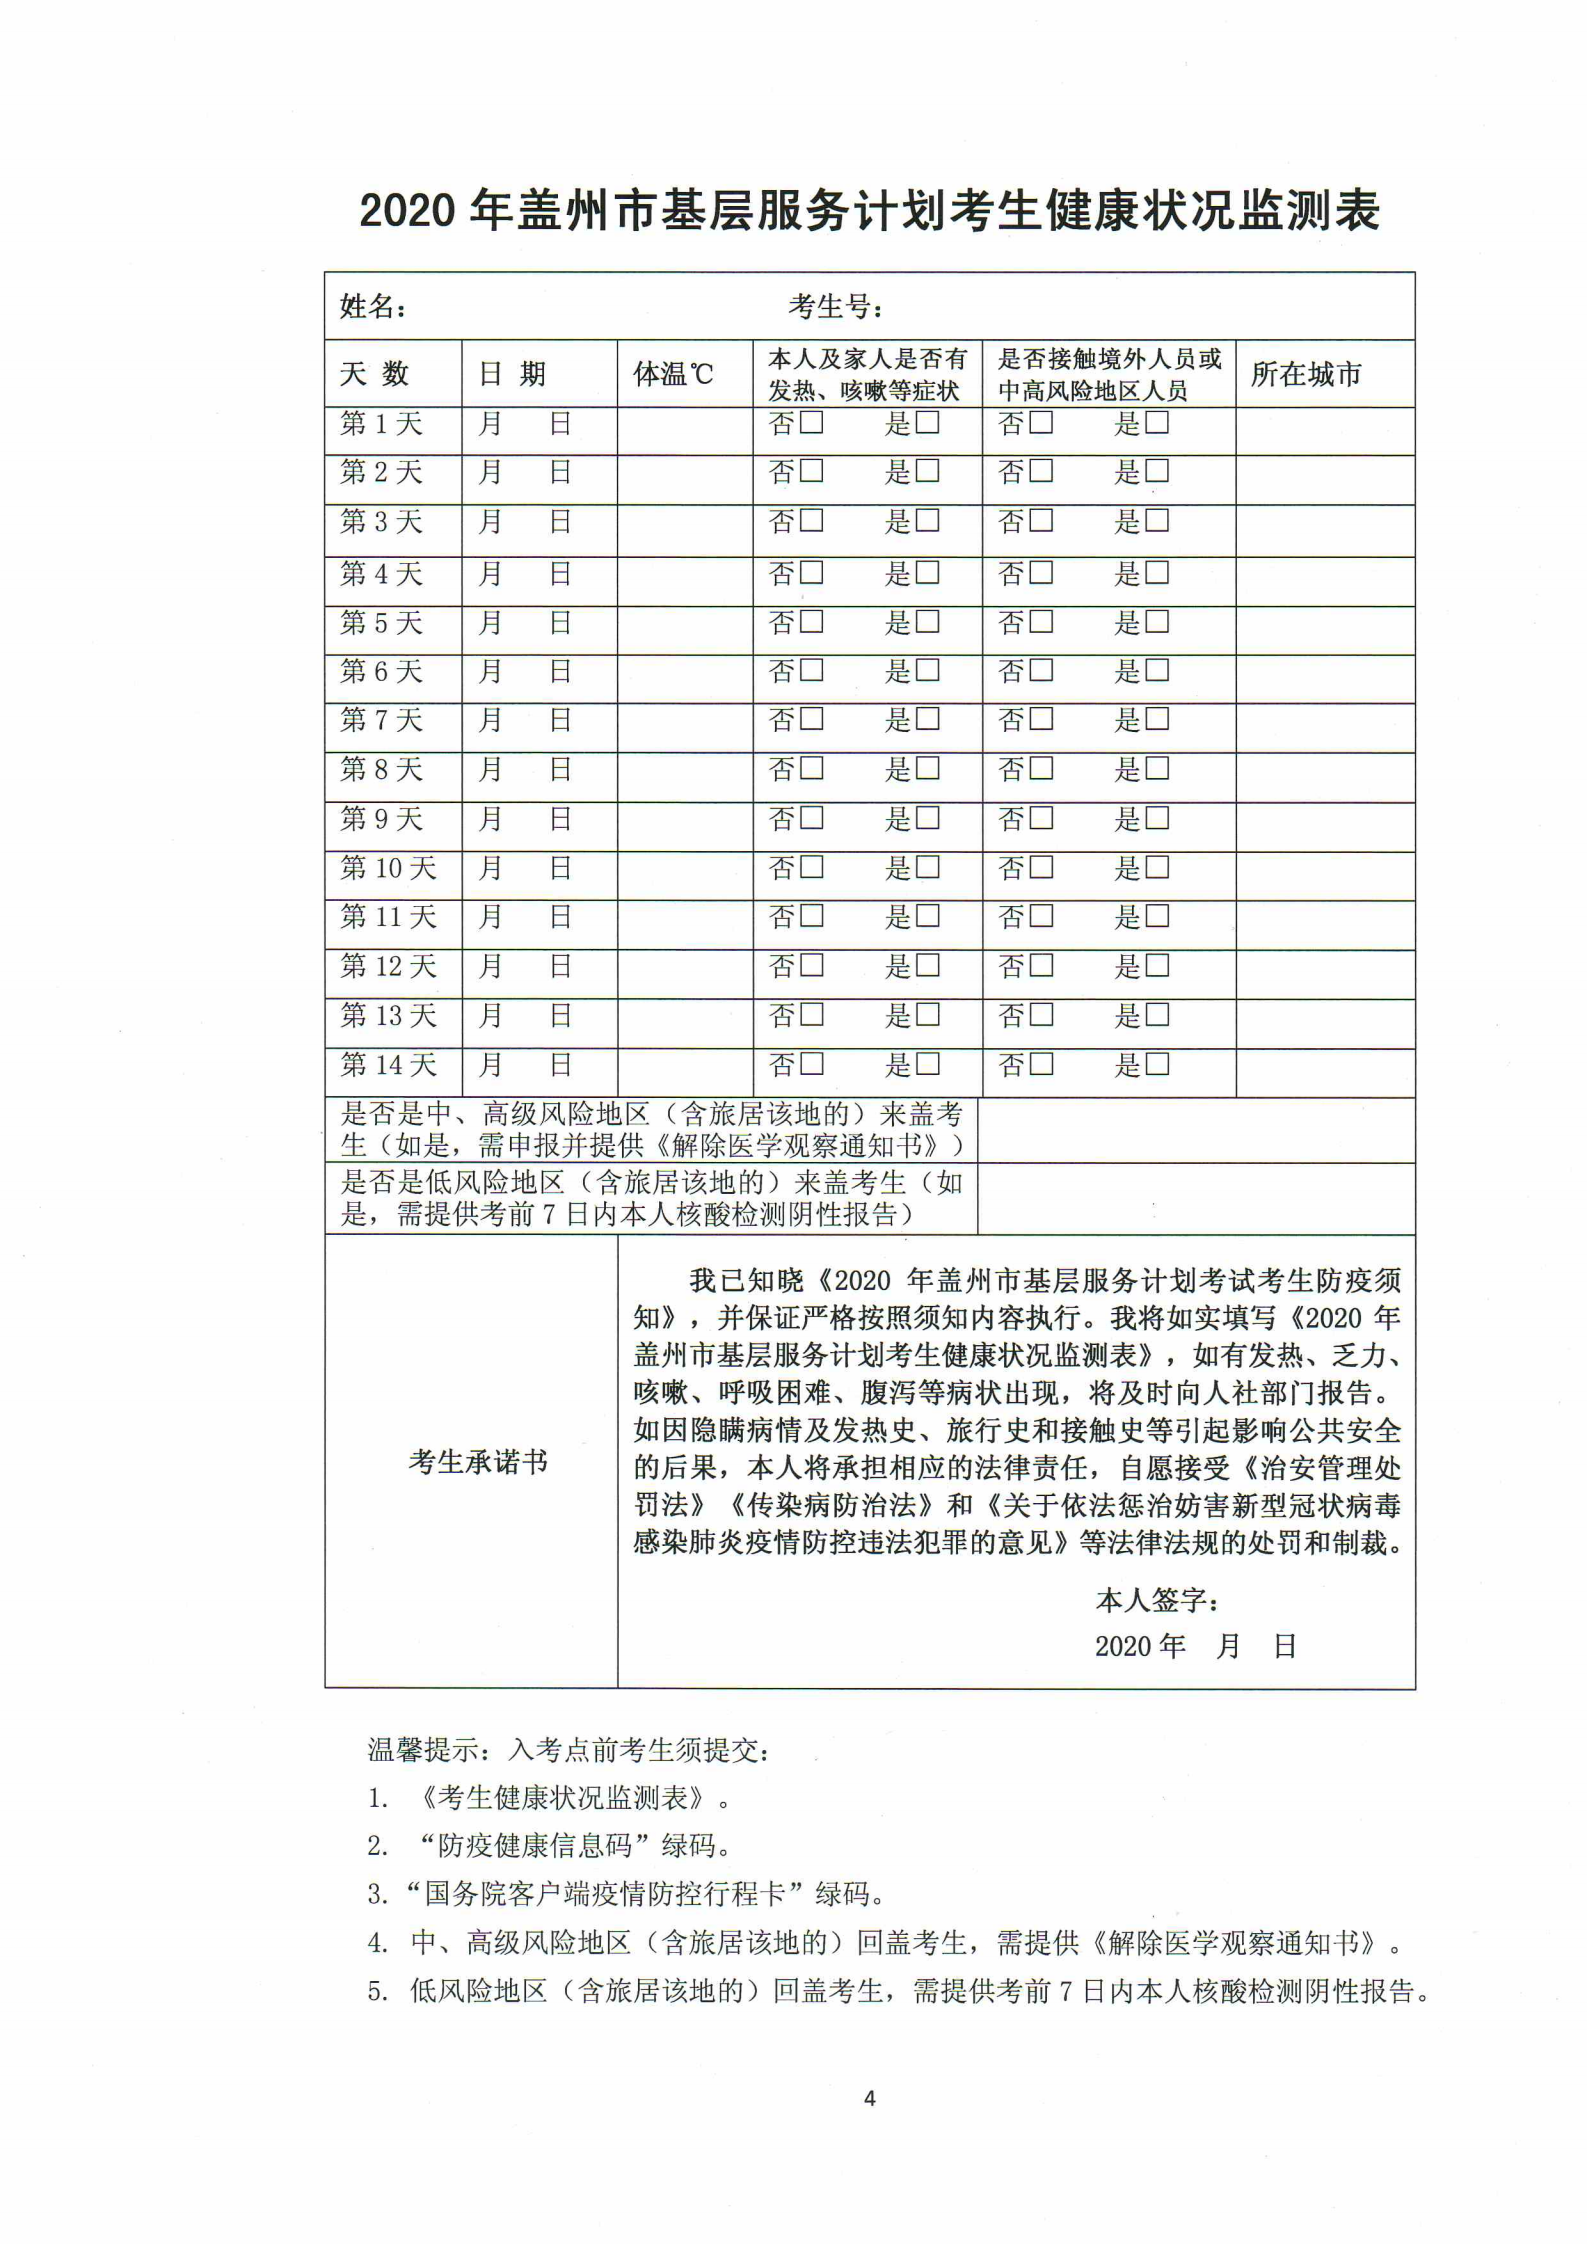 2020 年盖州市基层服务计划考生健康状况监测表
姓名: 考生号:
天 数 日 期 体温℃ 本人及家人是否有 是否接触境外人员或 所在城市
发热、咳嗽等症状 中高风险地区人员
第 1 天 月 日 否□ 是□ 否□ 是□
第 2 天 月 日 否□ 是□ 否□ 是□
第 3 天 月 日 否□ 是□ 否□ 是□
第 4 天 月 日 否□ 是□ 否□ 是□
第 5 天 月 日 否□ 是□ 否□ 是□
第 6 天 月 日 否□ 是□ 否□ 是□
第 7 天 月 日 否□ 是□ 否□ 是□
第 8 天 月 日 否□ 是□ 否□ 是□
第 9 天 月 日 否□ 是□ 否□ 是□
第 10 天 月 日 否□ 是□ 否□ 是□
第 11 天 月 日 否□ 是□ 否□ 是□
第 12 天 月 日 否□ 是□ 否□ 是□
第 13 天 月 日 否□ 是□ 否□ 是□
第 14 天 月 日 否□ 是□ 否□ 是□
是否是中、高级风险地区（含旅居该地的）来盖考
生（如是，需申报并提供《解除医学观察通知书》）
是否是低风险地区（含旅居该地的）来盖考生（如
是，需提供考前 7 日内本人核酸检测阴性报告）
考生承诺书
我已知晓《2020 年盖州市基层服务计划考试考生防疫须
知》，并保证严格按照须知内容执行。我将如实填写《2020 年
盖州市基层服务计划考生健康状况监测表》，如有发热、乏力、
咳嗽、呼吸困难、腹泻等病状出现，将及时向人社部门报告。
如因隐瞒病情及发热史、旅行史和接触史等引起影响公共安全
的后果，本人将承担相应的法律责任，自愿接受《治安管理处
罚法》《传染病防治法》和《关于依法惩治妨害新型冠状病毒
感染肺炎疫情防控违法犯罪的意见》等法律法规的处罚和制裁。
本人签字:
2020 年 月 日
温馨提示: 入考点前考生须提交:
1. 《考生健康状况监测表》。
2. “防疫健康信息码”绿码。
3. “国务院客户端疫情防控行程卡”绿码。
4. 中、高级风险地区（含旅居该地的）回盖考生，需提供《解除医学观察通知书》。
5. 低风险地区（含旅居该地的）回盖考生，需提供考前 7 日内本人核酸检测阴性报告。
4